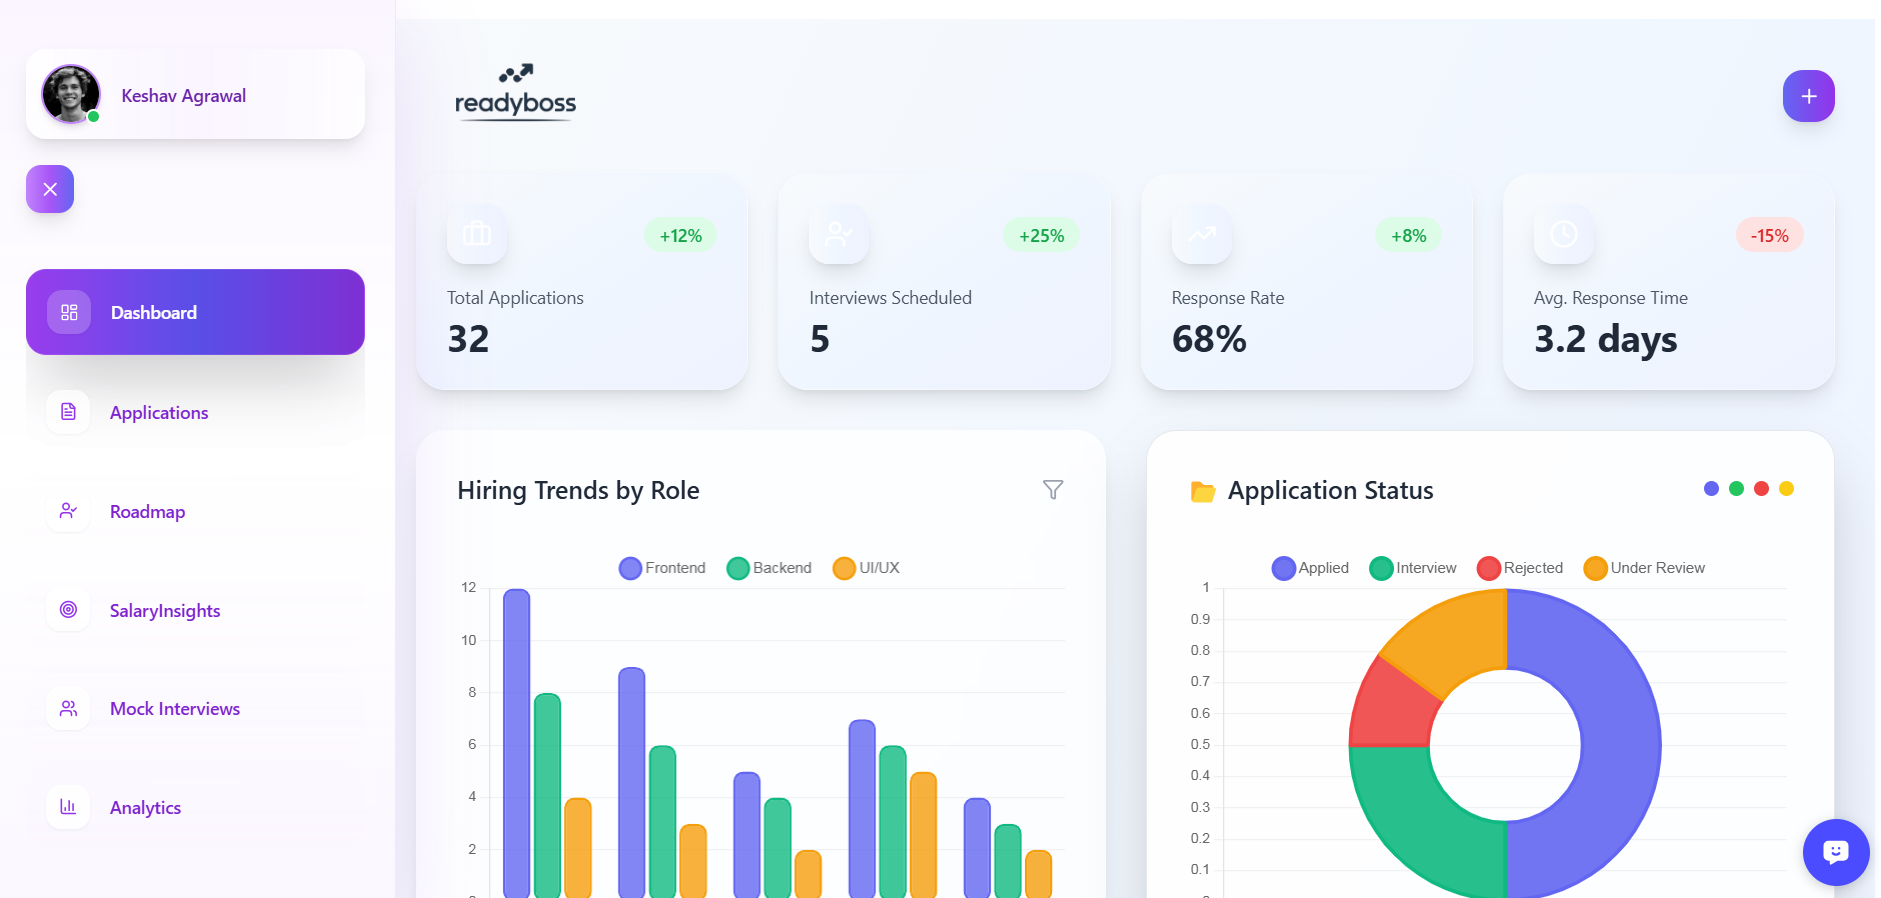 Keshav Agrawal
Dashboard
Applications
Roadmap
SalaryInsights
Mock Interviews
Analytics
readyboss
+
+12%
Total Applications
32
+25%
Interviews Scheduled
5
+8%
Response Rate
68%
-15%
Avg. Response Time
3.2 days
Hiring Trends by Role
Frontend Backend UI/UX
12
10
8
6
4
2
Application Status
Applied Interview Rejected Under Review
1
0.9
0.8
0.7
0.6
0.5
0.4
0.3
0.2
0.1